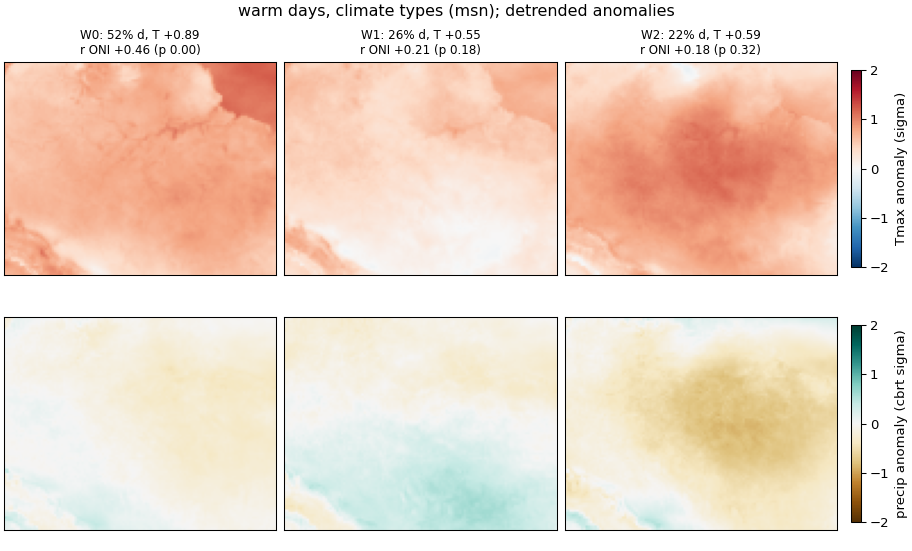 warm days, climate types (msn); detrended anomalies
W0: 52% d, T +0.89
r ONI +0.46 (p 0.00)
W1: 26% d, T +0.55
r ONI +0.21 (p 0.18)
W2: 22% d, T +0.59
r ONI +0.18 (p 0.32)
2
1
0
−1
−2
Tmax anomaly (sigma)
2
1
0
−1
−2
precip anomaly (cbrt sigma)